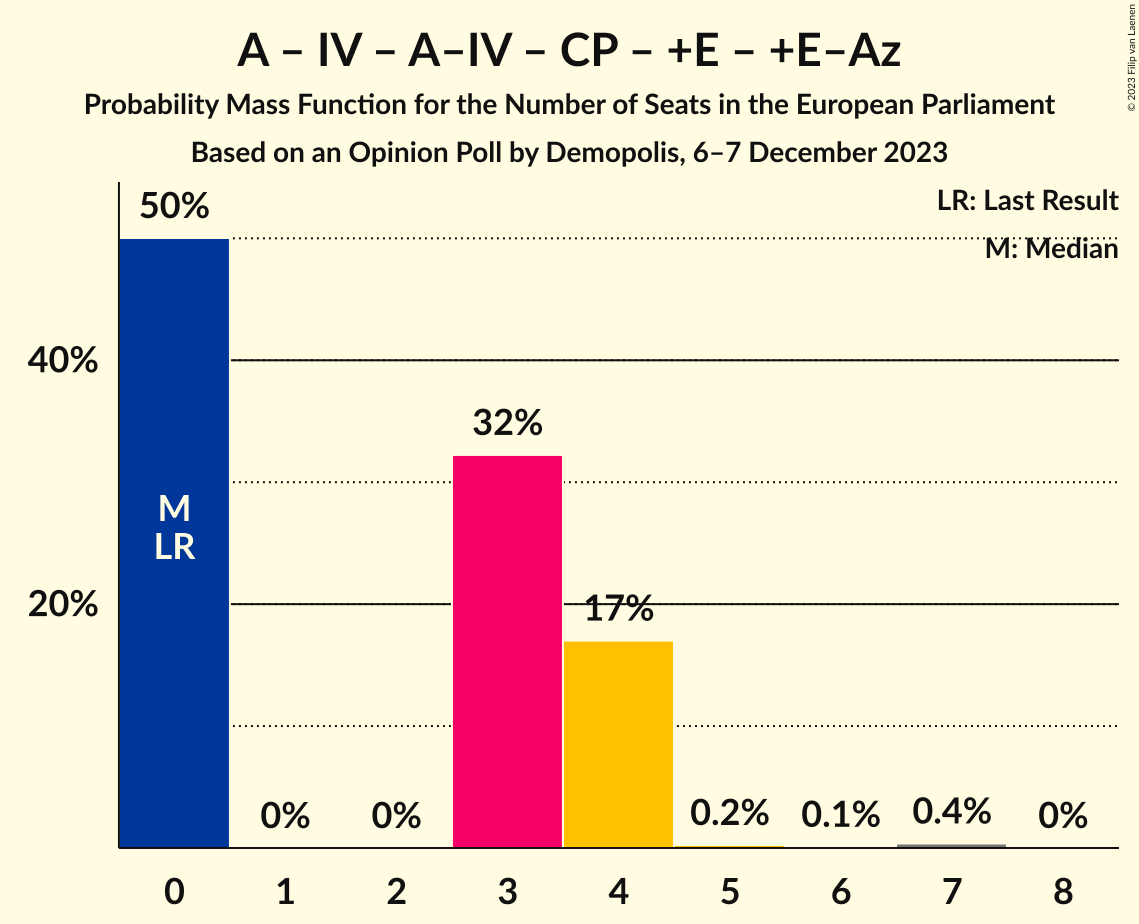 A – IV – A–IV – CP – +E – +E–Az
Probability Mass Function for the Number of Seats in the European Parliament
Based on an Opinion Poll by Demopolis, 6–7 December 2023
© 2023 Filip van Laenen
LR: Last Result
M: Median
50%
40%
20%
M
LR
0%
0%
32%
17%
0.2%
0.1%
0.4%
0%
0 1 2 3 4 5 6 7 8